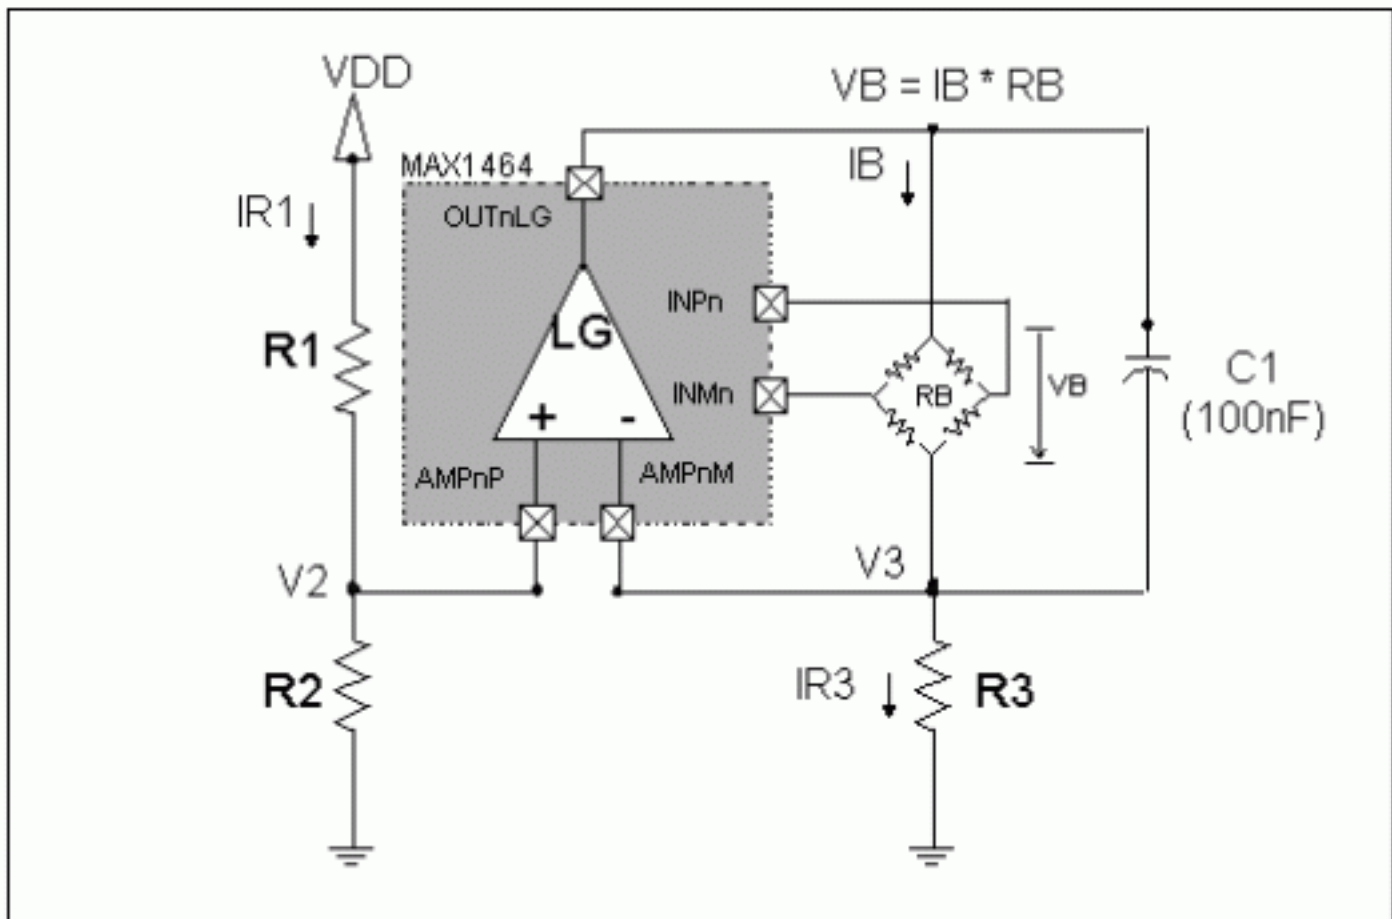 VDD
VB = IB * RB
MAX1464
IB
IR1
OUTnLG
INPn
LG
R1
INMn
RB
VB
C1
(100nF)
+ -
AMPnP
AMPnM
V2
V3
R2
IR3
R3